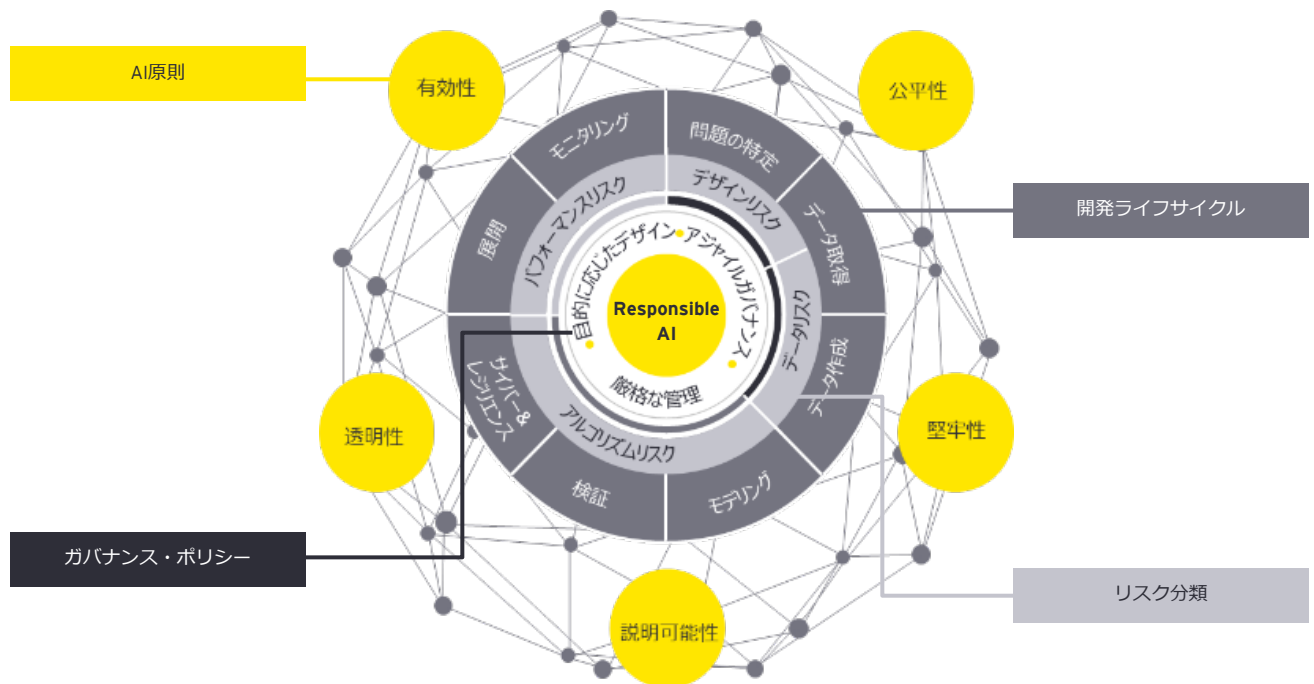 AI原則
有効性
公平性
開発ライフサイクル
堅牢性
リスク分類
説明可能性
透明性
ガバナンス・ポリシー
問題の特定
データ取得
データ作成
モデリング
検証
サイバー&
レジリエンス
展開
モニタリング
デザインリスク
データリスク
アルゴリズムリスク
パフォーマンスリスク
目的に応じたデザイン
アジャイルガバナンス
厳格な管理
Responsible
AI